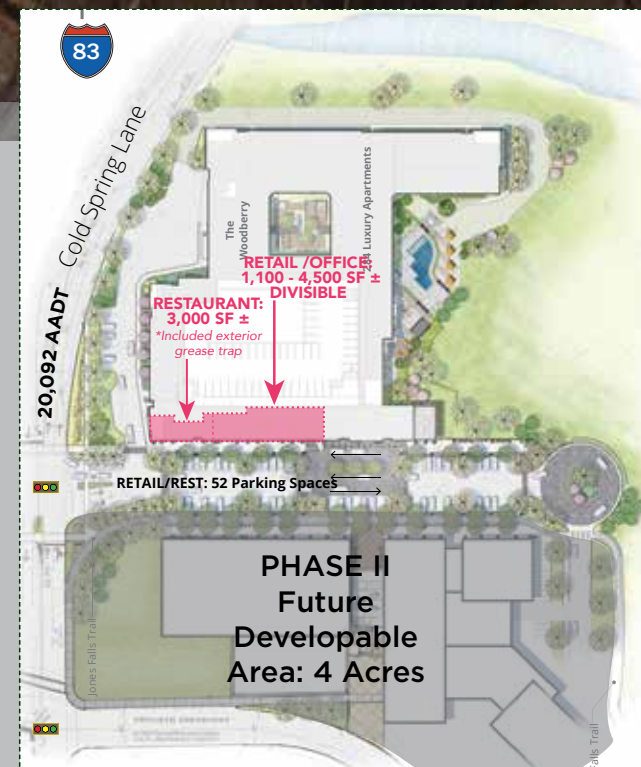 83
Cold Spring Lane
20,092 AADT
The
Woodberry
Luxury Apartments
RETAIL /OFFICE:
1,100 - 4,500 SF ±
DIVISIBLE
RESTAURANT:
3,000 SF ±
*Included exterior
grease trap
RETAIL/REST: 52 Parking Spaces
PHASE II
Future
Developable
Area: 4 Acres
Jones Falls Trail
Falls Trail